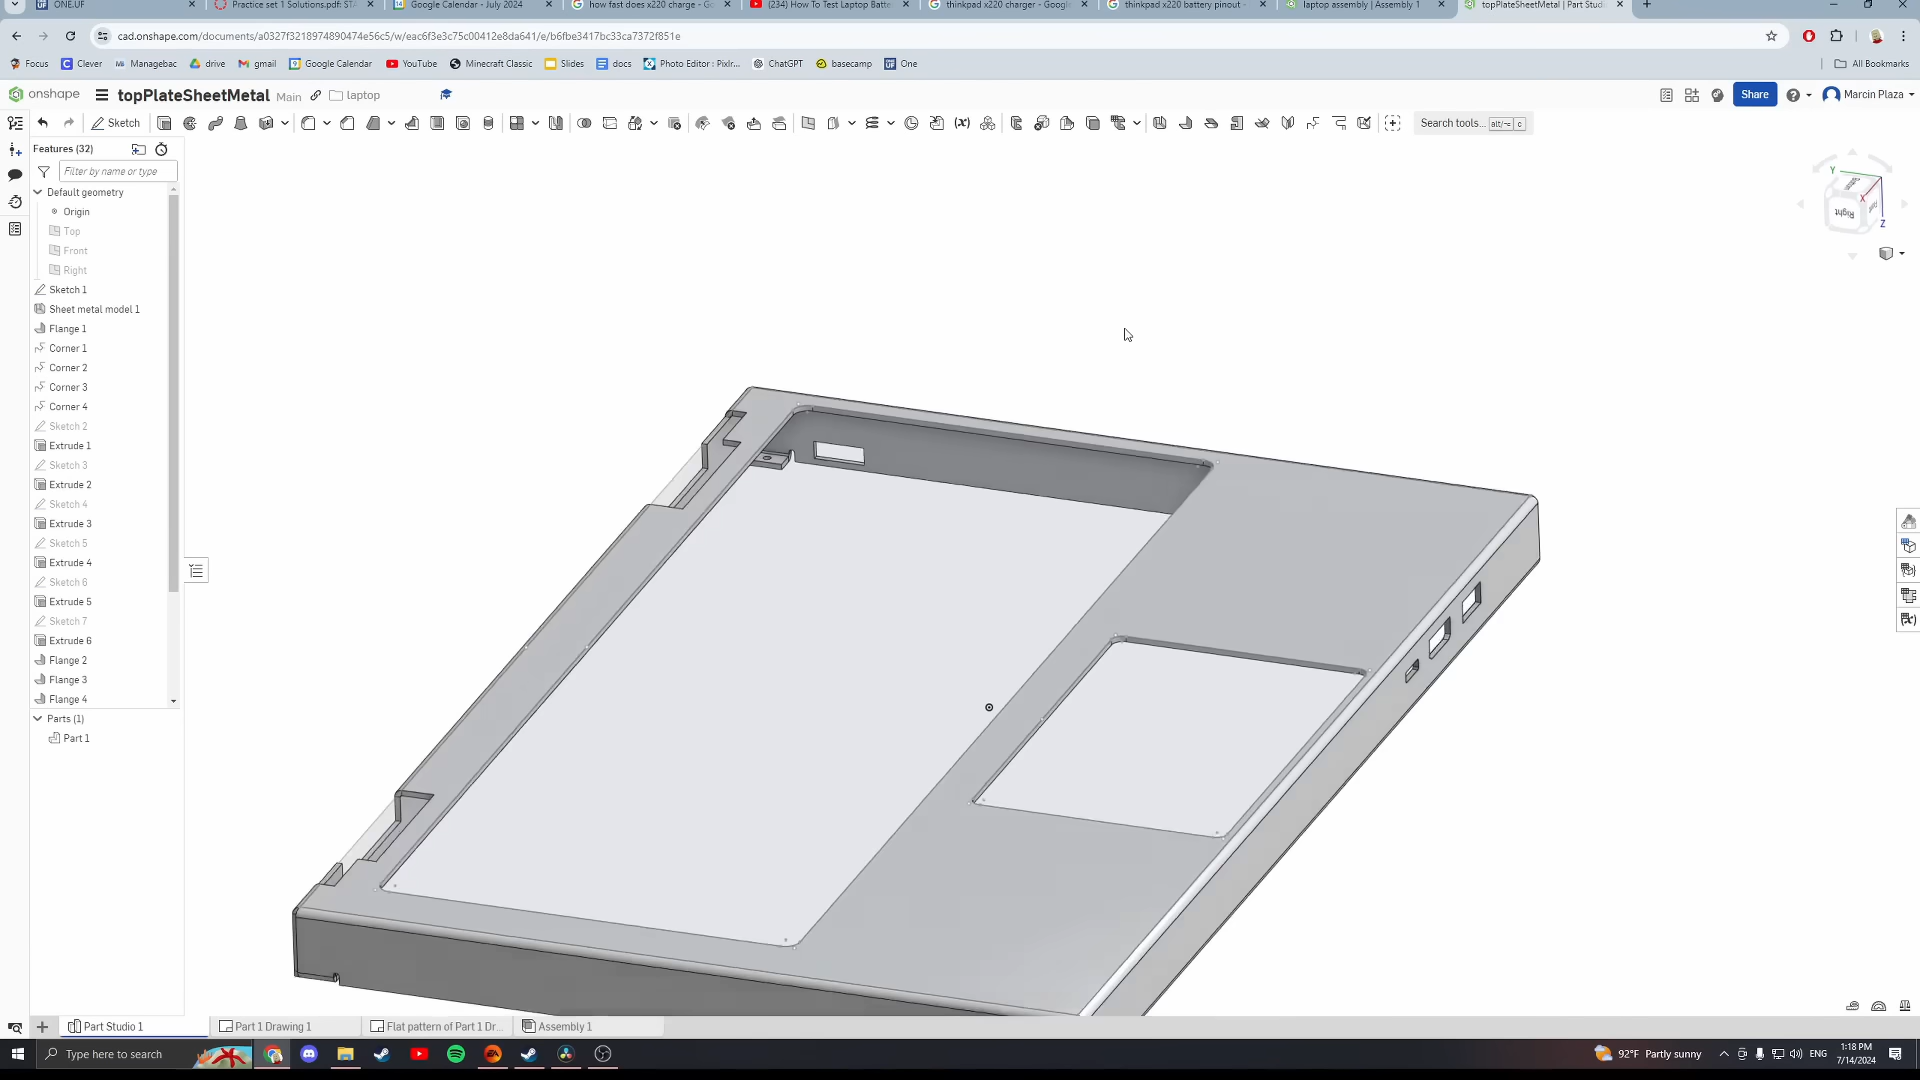 ONE.UF
Practice set 1 Solutions.pdf: STA
Google Calendar - July 2024
how fast does x220 charge - Go
(234) How To Test Laptop Batte
thinkpad x220 charger - Google
thinkpad x220 battery pinout -
laptop assembly | Assembly 1
topPlateSheetMetal | Part Studi
cad.onshape.com/documents/a0327f3218974890474e56c5/w/eac6f3e3c75c00412e8da641/e/b6fbe3417bc33ca7372f851e
Focus
Clever
Managebac
drive
gmail
Google Calendar
YouTube
Minecraft Classic
Slides
docs
Photo Editor : Pixlr...
ChatGPT
basecamp
One
All Bookmarks
onshape
topPlateSheetMetal
Main
laptop
Share
Marcin Plaza
Sketch
Search tools... alt/⌥ c
Features (32)
Filter by name or type
Default geometry
Origin
Top
Front
Right
Sketch 1
Sheet metal model 1
Flange 1
Corner 1
Corner 2
Corner 3
Corner 4
Sketch 2
Extrude 1
Sketch 3
Extrude 2
Sketch 4
Extrude 3
Sketch 5
Extrude 4
Sketch 6
Extrude 5
Sketch 7
Extrude 6
Flange 2
Flange 3
Flange 4
Parts (1)
Part 1
Y
X
Z
Right
Part Studio 1
Part 1 Drawing 1
Flat pattern of Part 1 Dr...
Assembly 1
Type here to search
92°F Partly sunny
ENG
1:18 PM
7/14/2024